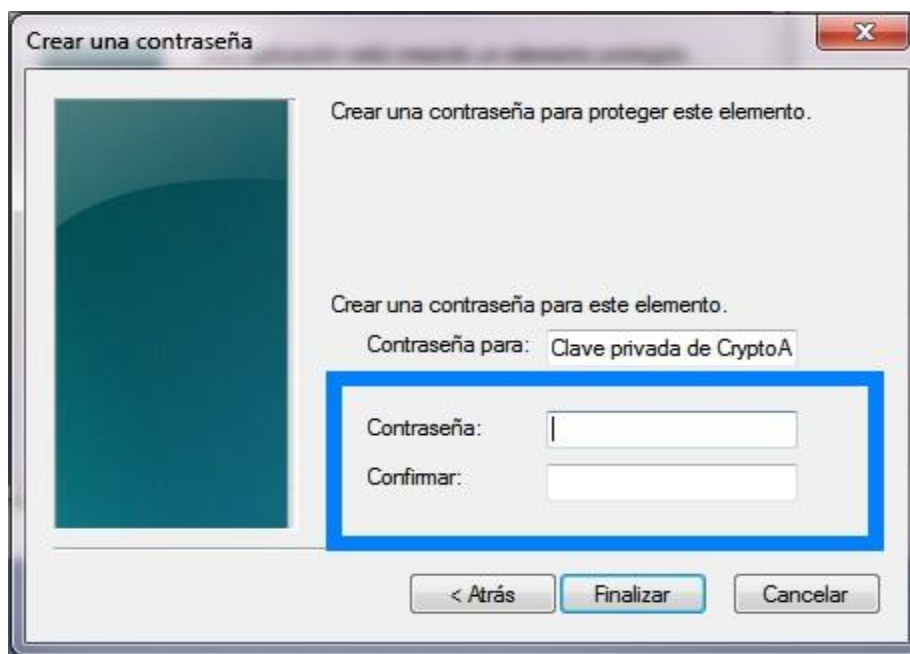 Crear una contraseña
Crear una contraseña para proteger este elemento.
Crear una contraseña para este elemento.
Contraseña para: Clave privada de CryptoA
Contraseña:
Confirmar:
< Atrás Finalizar Cancelar